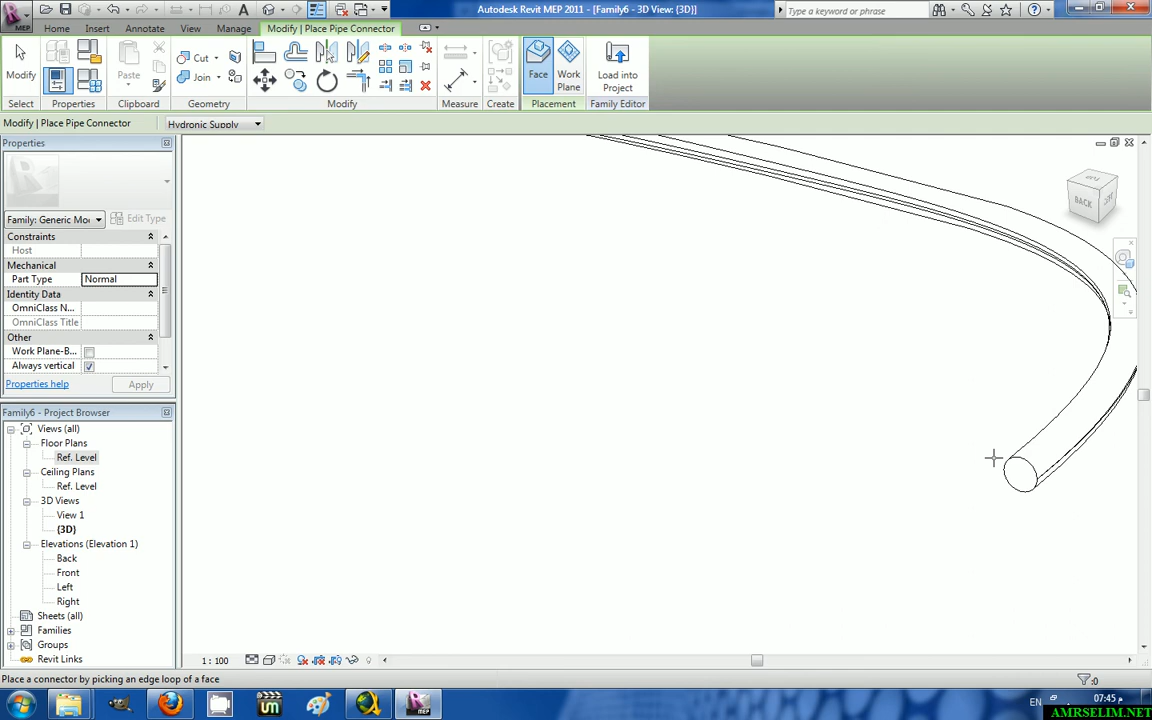 Autodesk Revit MEP 2011 - [Family6 - 3D View: {3D}]
Type a keyword or phrase
MEP
Home
Insert
Annotate
View
Manage
Modify | Place Pipe Connector
Modify
Paste
Cut
Join
Face
Work
Plane
Load into
Project
Select
Properties
Clipboard
Geometry
Modify
Measure
Create
Placement
Family Editor
Modify | Place Pipe Connector
Hydronic Supply
Properties
Family: Generic Mo
Edit Type
Constraints
Host
Mechanical
Part Type
Normal
Identity Data
OmniClass N...
OmniClass Title
Other
Work Plane-B...
Always vertical
Properties help
Apply
Family6 - Project Browser
Views (all)
Floor Plans
Ref. Level
Ceiling Plans
Ref. Level
3D Views
View 1
{3D}
Elevations (Elevation 1)
Back
Front
Left
Right
Sheets (all)
Families
Groups
Revit Links
TOP
BACK
1 : 100
Place a connector by picking an edge loop of a face
:0
um
MEP
EN
07:45 م
AMRSELIM.NET